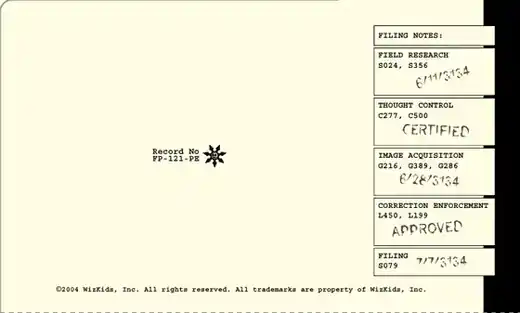 FILING NOTES:
FIELD RESEARCH
S024, S356
6/11/3134
THOUGHT CONTROL
C277, C500
CERTIFIED
IMAGE ACQUISITION
G216, G389, G286
6/28/3134
CORRECTION ENFORCEMENT
L450, L199
APPROVED
FILING
S079 7/7/3134
Record No
FP-121-PE
©2004 WizKids, Inc. All rights reserved. All trademarks are property of WizKids, Inc.